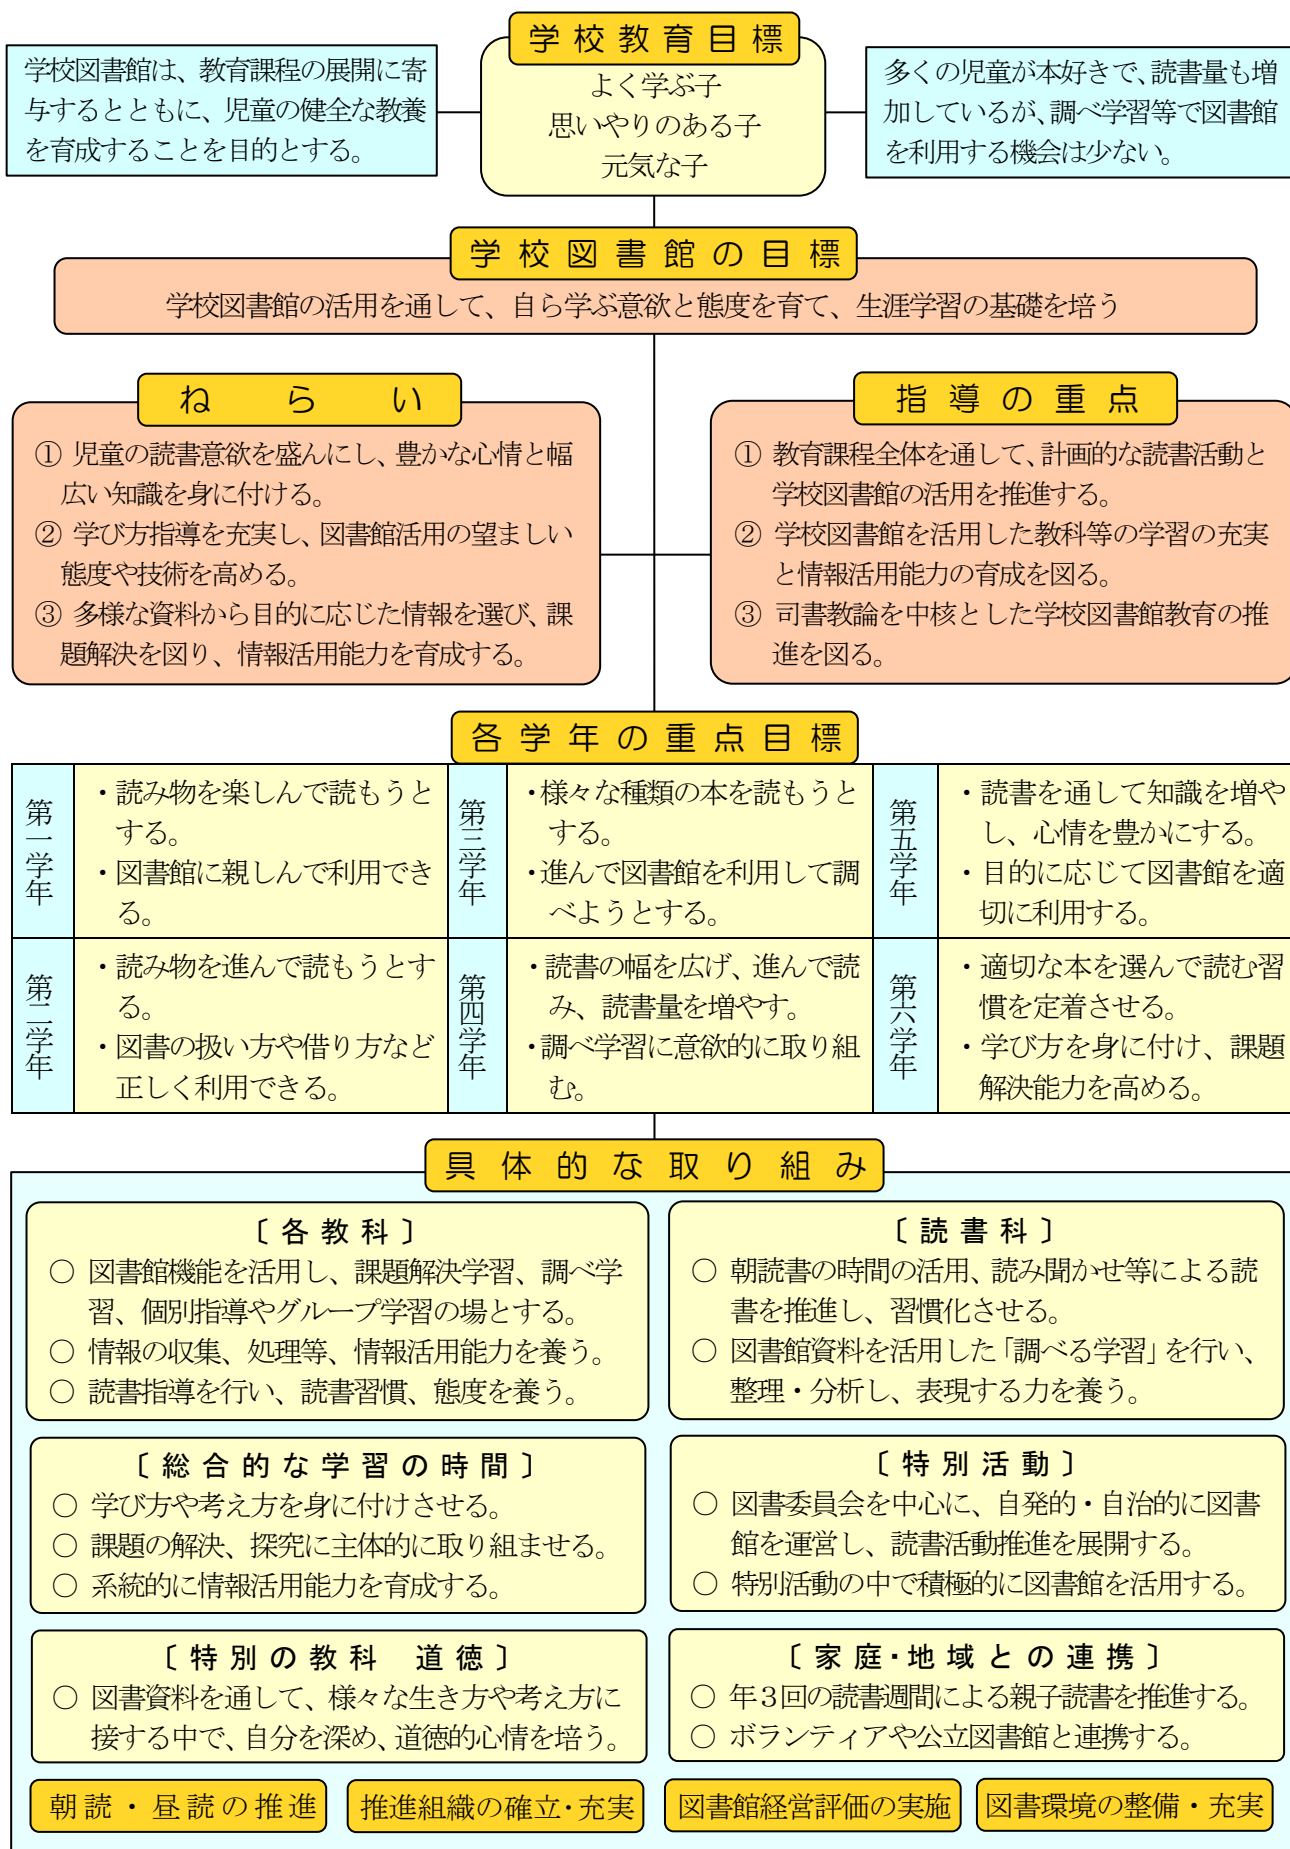 学校教育目標
よく学ぶ子
思いやりのある子
元気な子
学校図書館は、教育課程の展開に寄
与するとともに、児童の健全な教養
を育成することを目的とする。
多くの児童が本好きで、読書量も増
加しているが、調べ学習等で図書館
を利用する機会は少ない。
学校図書館の目標
学校図書館の活用を通して、自ら学ぶ意欲と態度を育て、生涯学習の基礎を培う
ねらい
① 児童の読書意欲を盛んにし、豊かな心情と幅
広い知識を身に付ける。
② 学び方指導を充実し、図書館活用の望ましい
態度や技術を高める。
③ 多様な資料から目的に応じた情報を選び、課
題解決を図り、情報活用能力を育成する。
指導の重点
① 教育課程全体を通して、計画的な読書活動と
学校図書館の活用を推進する。
② 学校図書館を活用した教科等の学習の充実
と情報活用能力の育成を図る。
③ 司書教諭を中核とした学校図書館教育の推
進を図る。
各学年の重点目標
第一学年
・読み物を楽しんで読もうと
する。
・図書館に親しんで利用でき
る。
第三学年
・様々な種類の本を読もうと
する。
・進んで図書館を利用して調
べようとする。
第五学年
・読書を通して知識を増や
し、心情を豊かにする。
・目的に応じて図書館を適
切に利用する。
第二学年
・読み物を進んで読もうとす
る。
・図書の扱い方や借り方など
正しく利用できる。
第四学年
・読書の幅を広げ、進んで読
み、読書量を増やす。
・調べ学習に意欲的に取り組
む。
第六学年
・適切な本を選んで読む習
慣を定着させる。
・学び方を身に付け、課題
解決能力を高める。
具体的な取り組み
〔各教科〕
○ 図書館機能を活用し、課題解決学習、調べ学
習、個別指導やグループ学習の場とする。
○ 情報の収集、処理等、情報活用能力を養う。
○ 読書指導を行い、読書習慣、態度を養う。
〔読書科〕
○ 朝読書の時間の活用、読み聞かせ等による読
書を推進し、習慣化させる。
○ 図書館資料を活用した「調べる学習」を行い、
整理・分析し、表現する力を養う。
〔総合的な学習の時間〕
○ 学び方や考え方を身に付けさせる。
○ 課題の解決、探究に主体的に取り組ませる。
○ 系統的に情報活用能力を育成する。
〔特別活動〕
○ 図書委員会を中心に、自発的・自治的に図書
館を運営し、読書活動推進を展開する。
○ 特別活動の中で積極的に図書館を活用する。
〔特別の教科 道徳〕
○ 図書資料を通して、様々な生き方や考え方に
接する中で、自分を深め、道徳的心情を培う。
〔家庭・地域との連携〕
○ 年３回の読書週間による親子読書を推進する。
○ ボランティアや公立図書館と連携する。
朝読・昼読の推進
推進組織の確立・充実
図書館経営評価の実施
図書環境の整備・充実